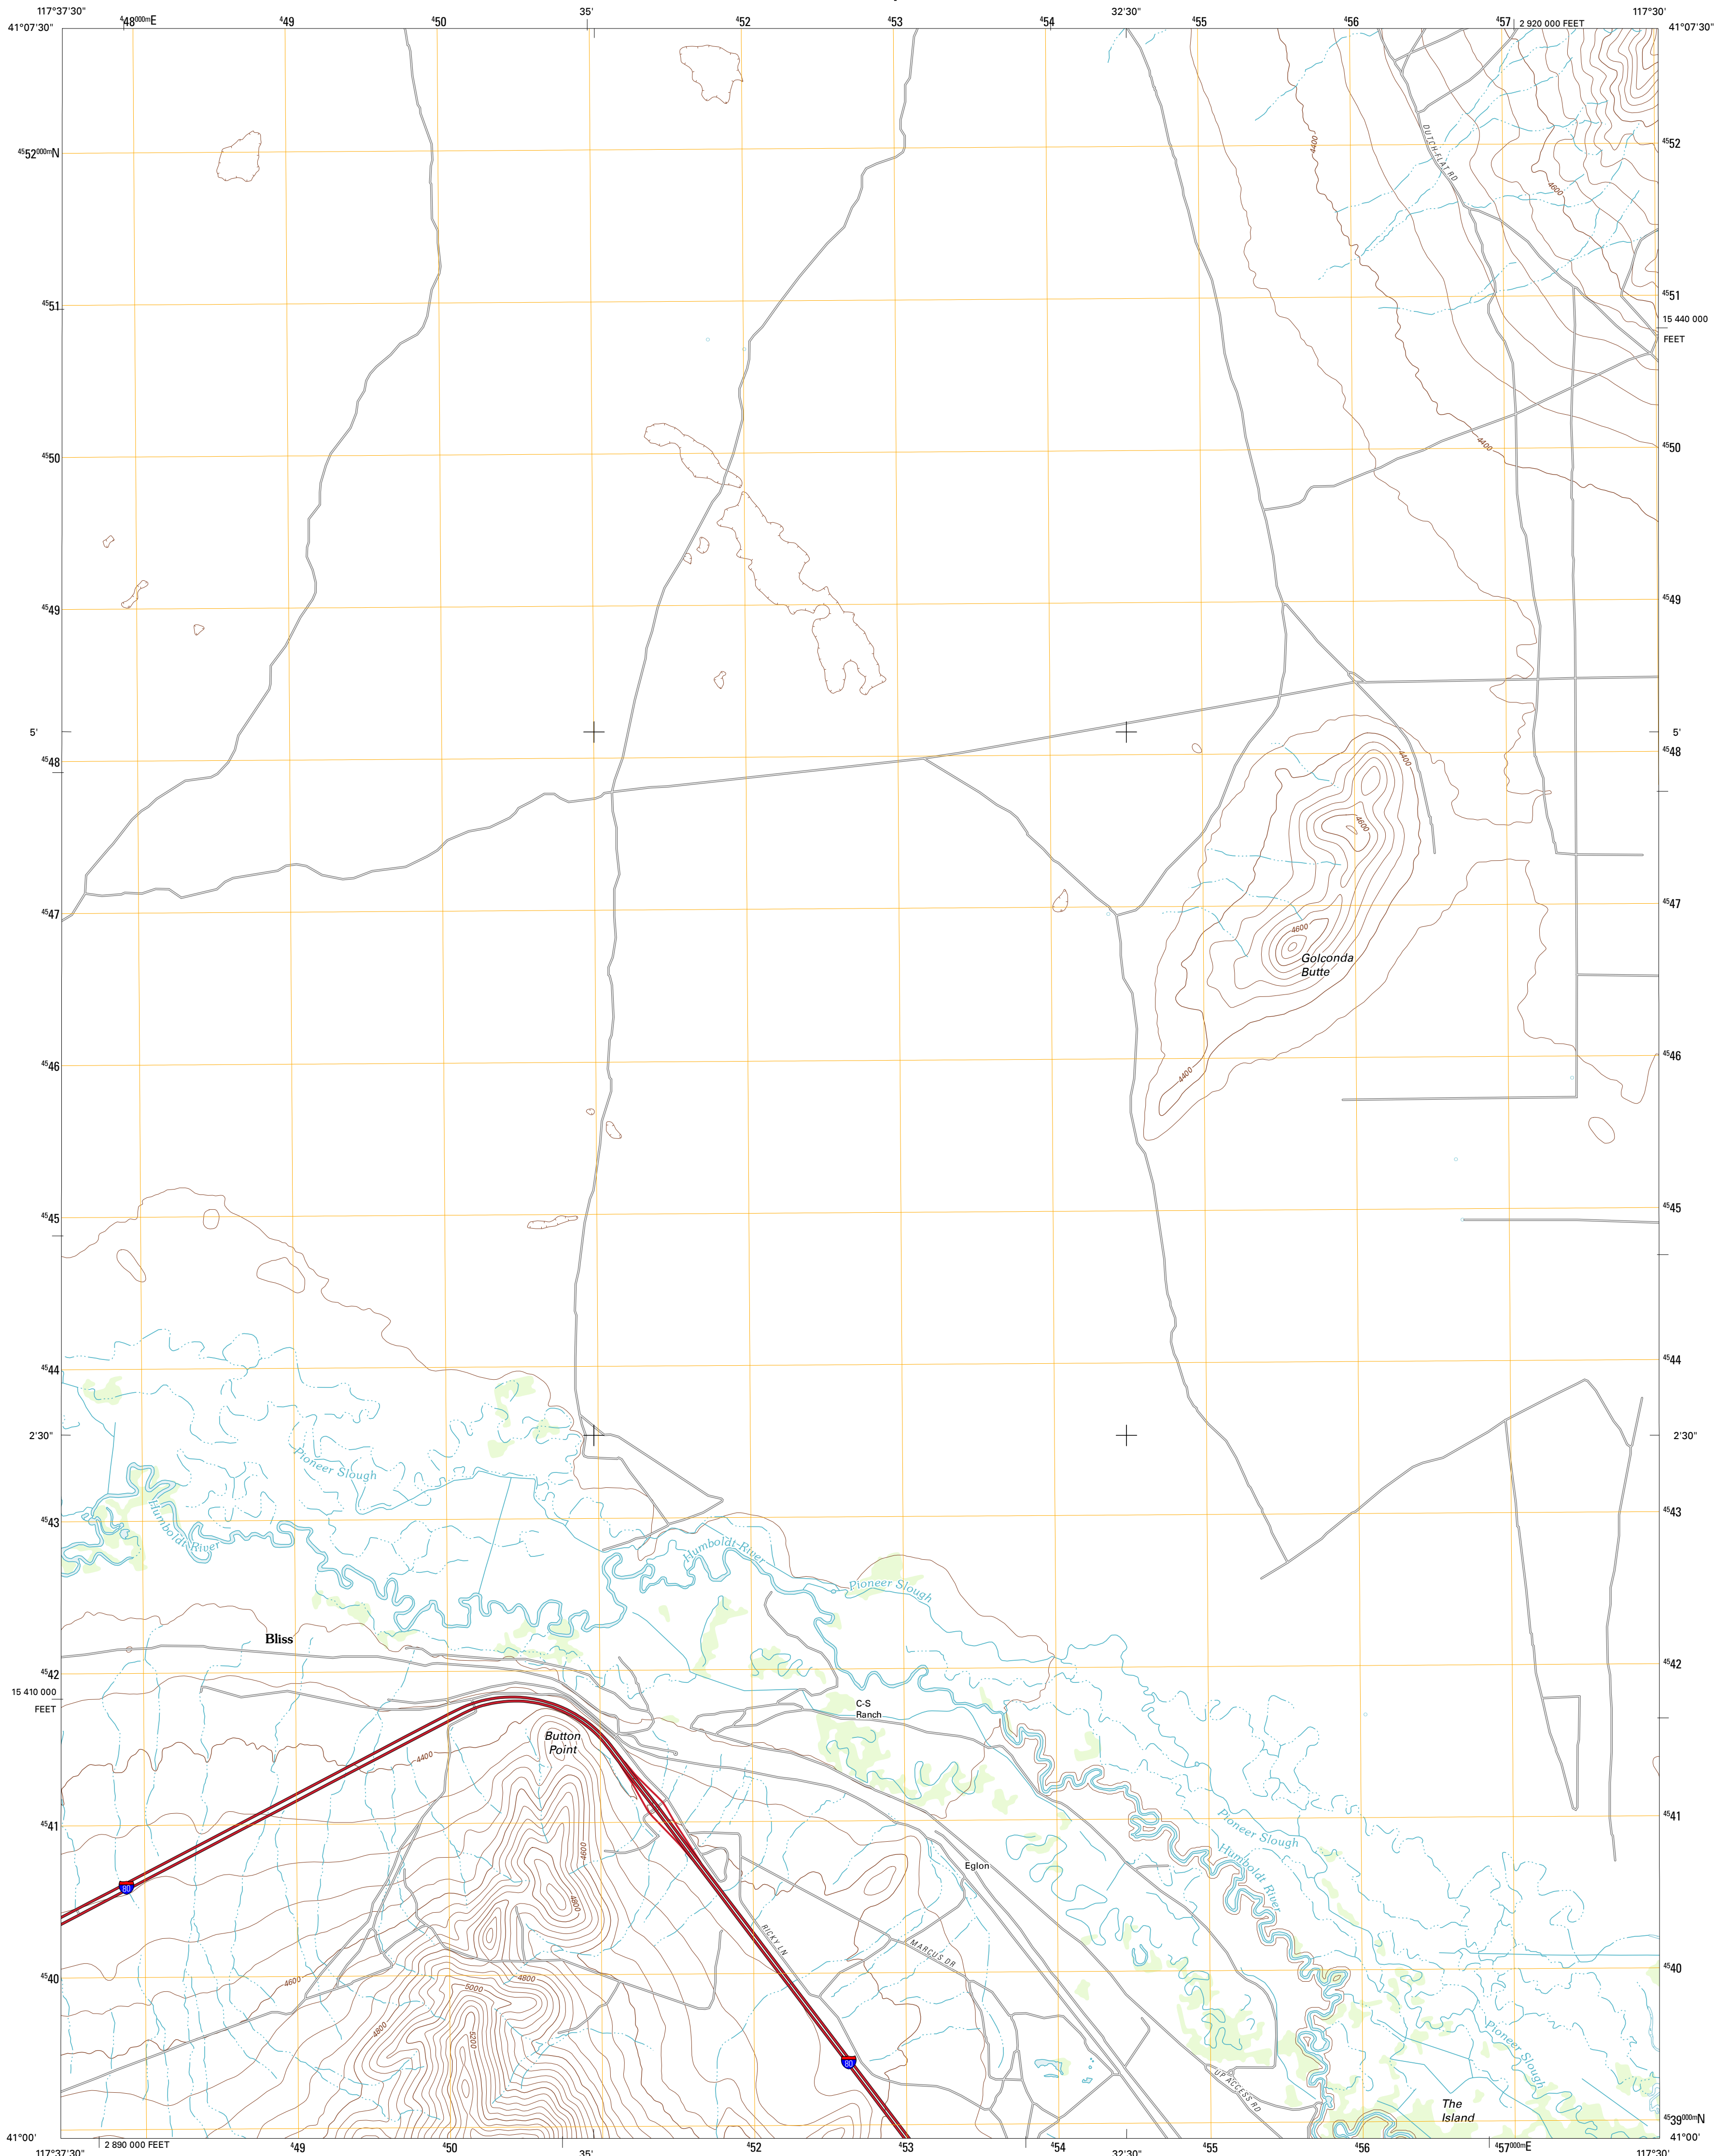 117°37'30"
448000mE
449
450
35'
452
453
454
32'30"
455
456
457
2 920 000 FEET
117°30'
41°07'30"
41°07'30"
4552000mN
4552
4400
DUTCH FLAT RD
4600
4551
4551
15 440 000
FEET
4550
4550
4400
4549
4549
5'
5'
4548
4548
4400
4600
4547
4547
4600
Golconda
Butte
4546
4546
4400
4545
4545
4544
4544
2'30"
2'30"
Pioneer Slough
Humboldt River
4543
4543
Humboldt River
Pioneer Slough
Bliss
4542
4542
15 410 000
FEET
C-S
Ranch
Button
Point
4400
4541
4541
Pioneer Slough
Humboldt River
4600
Eglon
80
4800
RICKY LN
MARCUS DR
4540
4540
4600
4800
5000
4800
5200
Pioneer Slough
80
UP ACCESS RD
The
Island
4539000mN
41°00'
41°00'
2 890 000 FEET
117°37'30"
449
450
35'
452
453
454
32'30"
455
456
457000mE
117°30'